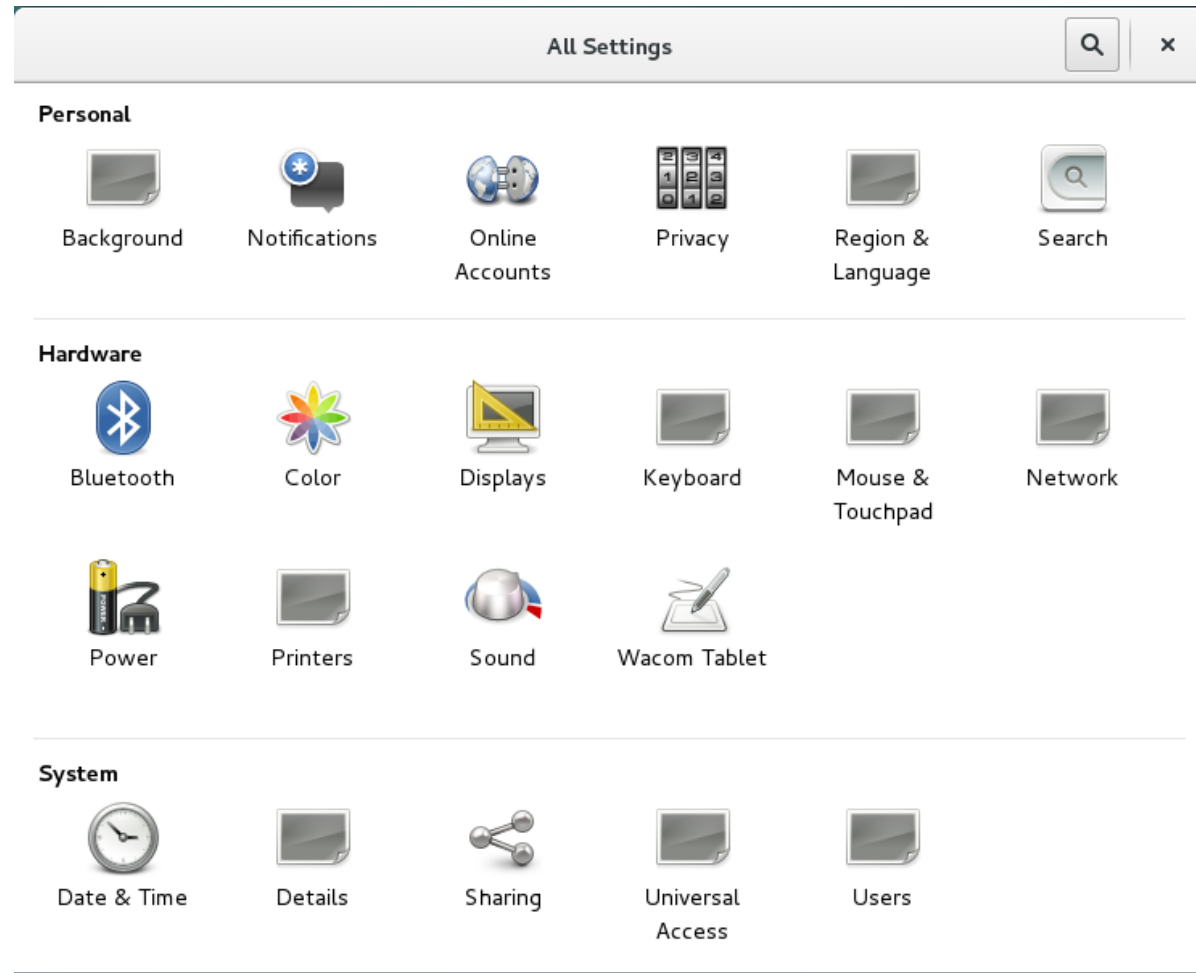 All Settings
Personal
Background Notifications Online Accounts Privacy Region & Language Search
Hardware
Bluetooth Color Displays Keyboard Mouse & Touchpad Network
Power Printers Sound Wacom Tablet
System
Date & Time Details Sharing Universal Access Users